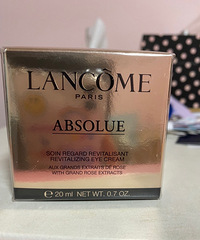 LANCÔME
PARIS
ABSOLUE
SOIN REGARD REVITALISANT
REVITALIZING EYE CREAM
AUX GRANDS EXTRAITS DE ROSE
WITH GRAND ROSE EXTRACTS
℮ 20 ml NET WT. 0.7 OZ.